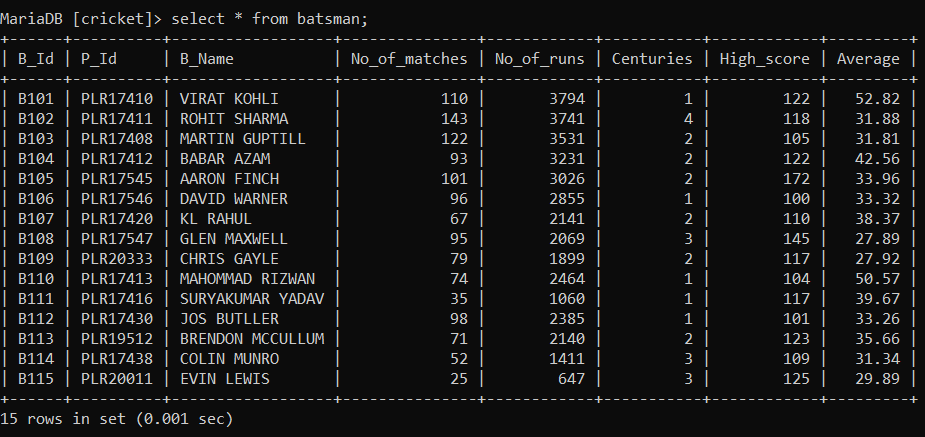 MariaDB [cricket]> select * from batsman;
+------+----------+------------------+---------------+------------+-----------+------------+---------+
| B_Id | P_Id     | B_Name           | No_of_matches | No_of_runs | Centuries | High_score | Average |
+------+----------+------------------+---------------+------------+-----------+------------+---------+
| B101 | PLR17410 | VIRAT KOHLI      |           110 |       3794 |         1 |        122 |   52.82 |
| B102 | PLR17411 | ROHIT SHARMA     |           143 |       3741 |         4 |        118 |   31.88 |
| B103 | PLR17408 | MARTIN GUPTILL   |           122 |       3531 |         2 |        105 |   31.81 |
| B104 | PLR17412 | BABAR AZAM       |            93 |       3231 |         2 |        122 |   42.56 |
| B105 | PLR17545 | AARON FINCH      |           101 |       3026 |         2 |        172 |   33.96 |
| B106 | PLR17546 | DAVID WARNER     |            96 |       2855 |         1 |        100 |   33.32 |
| B107 | PLR17420 | KL RAHUL         |            67 |       2141 |         2 |        110 |   38.37 |
| B108 | PLR17547 | GLEN MAXWELL     |            95 |       2069 |         3 |        145 |   27.89 |
| B109 | PLR20333 | CHRIS GAYLE      |            79 |       1899 |         2 |        117 |   27.92 |
| B110 | PLR17413 | MAHOMMAD RIZWAN  |            74 |       2464 |         1 |        104 |   50.57 |
| B111 | PLR17416 | SURYAKUMAR YADAV |            35 |       1060 |         1 |        117 |   39.67 |
| B112 | PLR17430 | JOS BUTLLER      |            98 |       2385 |         1 |        101 |   33.26 |
| B113 | PLR19512 | BRENDON MCCULLUM |            71 |       2140 |         2 |        123 |   35.66 |
| B114 | PLR17438 | COLIN MUNRO      |            52 |       1411 |         3 |        109 |   31.34 |
| B115 | PLR20011 | EVIN LEWIS       |            25 |        647 |         3 |        125 |   29.89 |
+------+----------+------------------+---------------+------------+-----------+------------+---------+
15 rows in set (0.001 sec)